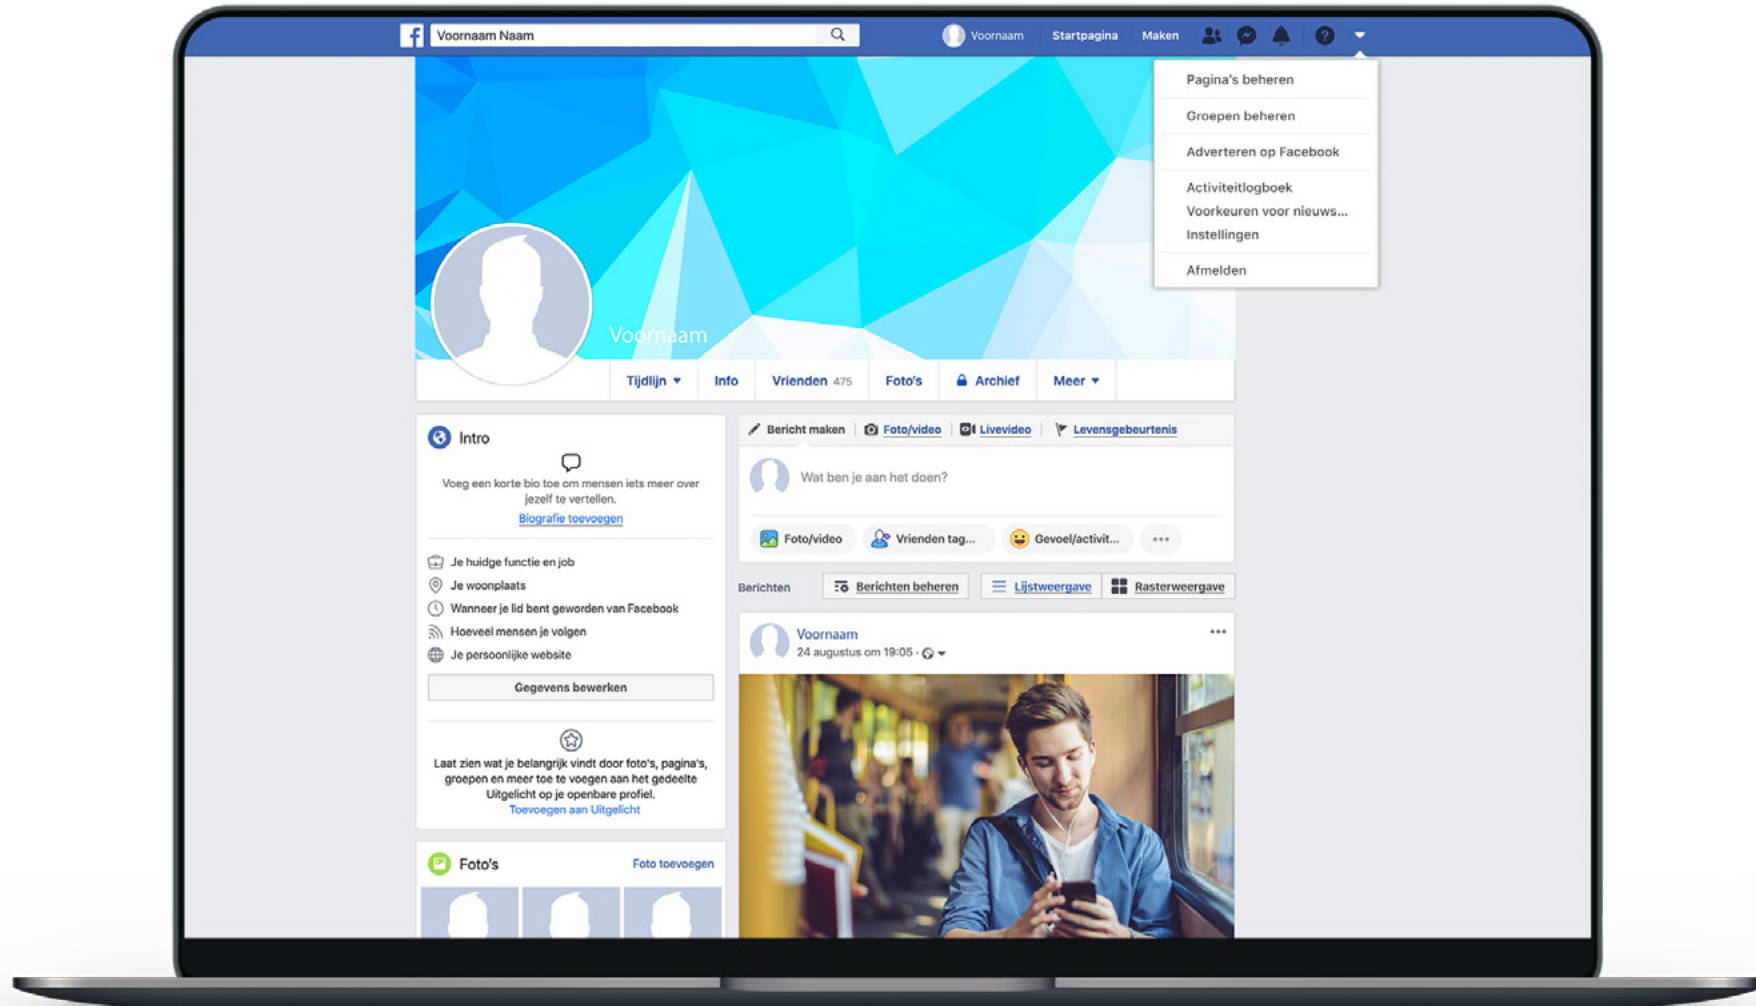 Voornaam Naam
Voornaam Startpagina Maken
Pagina's beheren
Groepen beheren
Adverteren op Facebook
Activiteitlogboek
Voorkeuren voor nieuws...
Instellingen
Afmelden
Voornaam
Tijdlijn Info Vrienden 475 Foto's Archief Meer
Intro
Voeg een korte bio toe om mensen iets meer over
jezelf te vertellen.
Biografie toevoegen
Je huidge functie en job
Je woonplaats
Wanneer je lid bent geworden van Facebook
Hoeveel mensen je volgen
Je persoonlijke website
Gegevens bewerken
Laat zien wat je belangrijk vindt door foto's, pagina's,
groepen en meer toe te voegen aan het gedeelte
Uitgelicht op je openbare profiel.
Toevoegen aan Uitgelicht
Foto's Foto toevoegen
Bericht maken Foto/video Livevideo Levensgebeurtenis
Wat ben je aan het doen?
Foto/video Vrienden tag... Gevoel/activit...
Berichten Berichten beheren Lijstweergave Rasterweergave
Voornaam
24 augustus om 19:05 ·